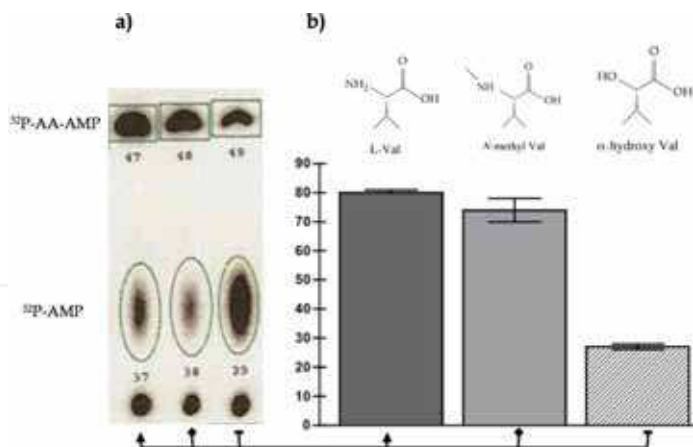 a)
b)
³²P-AA-AMP
47 48 49
³²P-AMP
37 38 39
NH₂ O OH
L-Val
NH O OH
N-methyl Val
HO O OH
α-hydroxy Val
90
80
70
60
50
40
30
20
10
0